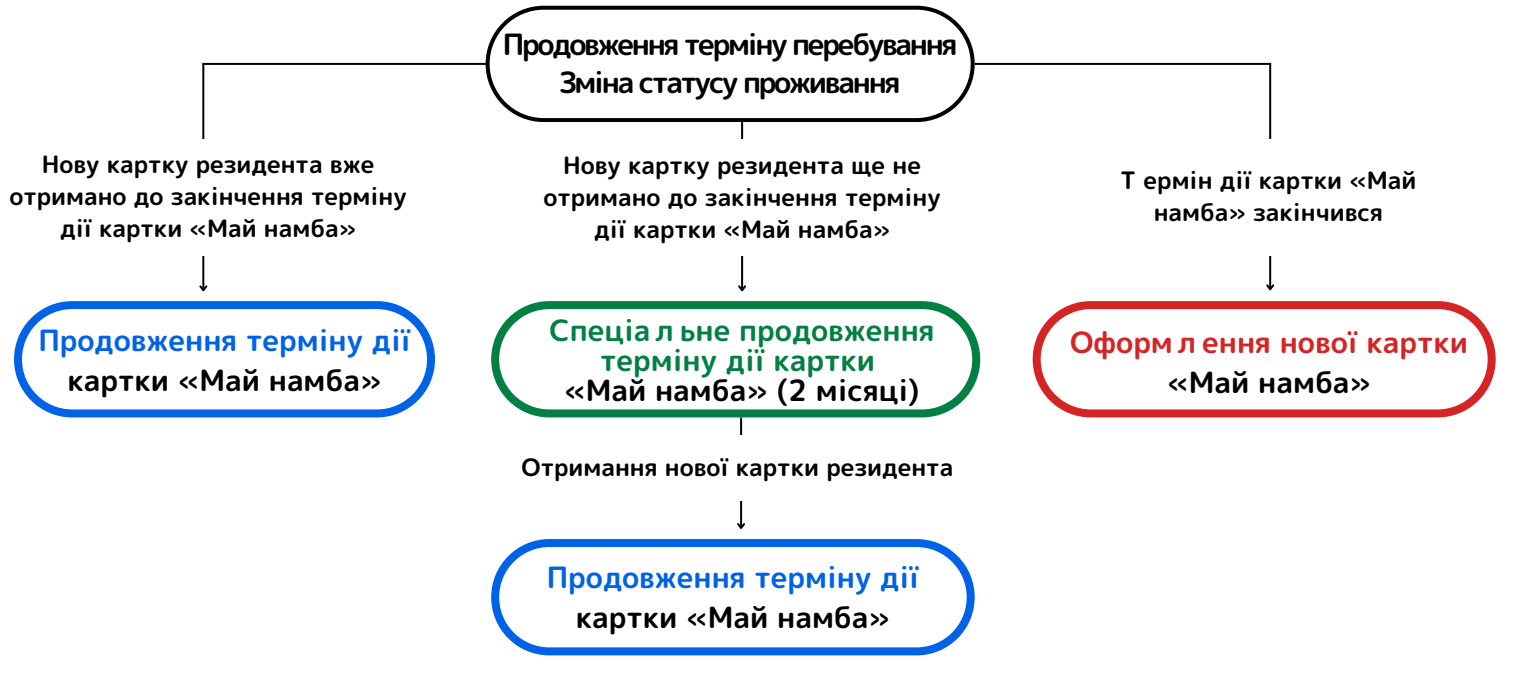 Продовження терміну перебування
Зміна статусу проживання
Нову картку резидента вже
отримано до закінчення терміну
дії картки «Май намба»
Нову картку резидента ще не
отримано до закінчення терміну
дії картки «Май намба»
Т ермін дії картки «Май
намба» закінчився
Продовження терміну дії
картки «Май намба»
Спеціа л ьне продовження
терміну дії картки
«Май намба» (2 місяці)
Оформ л ення нової картки
«Май намба»
Отримання нової картки резидента
Продовження терміну дії
картки «Май намба»